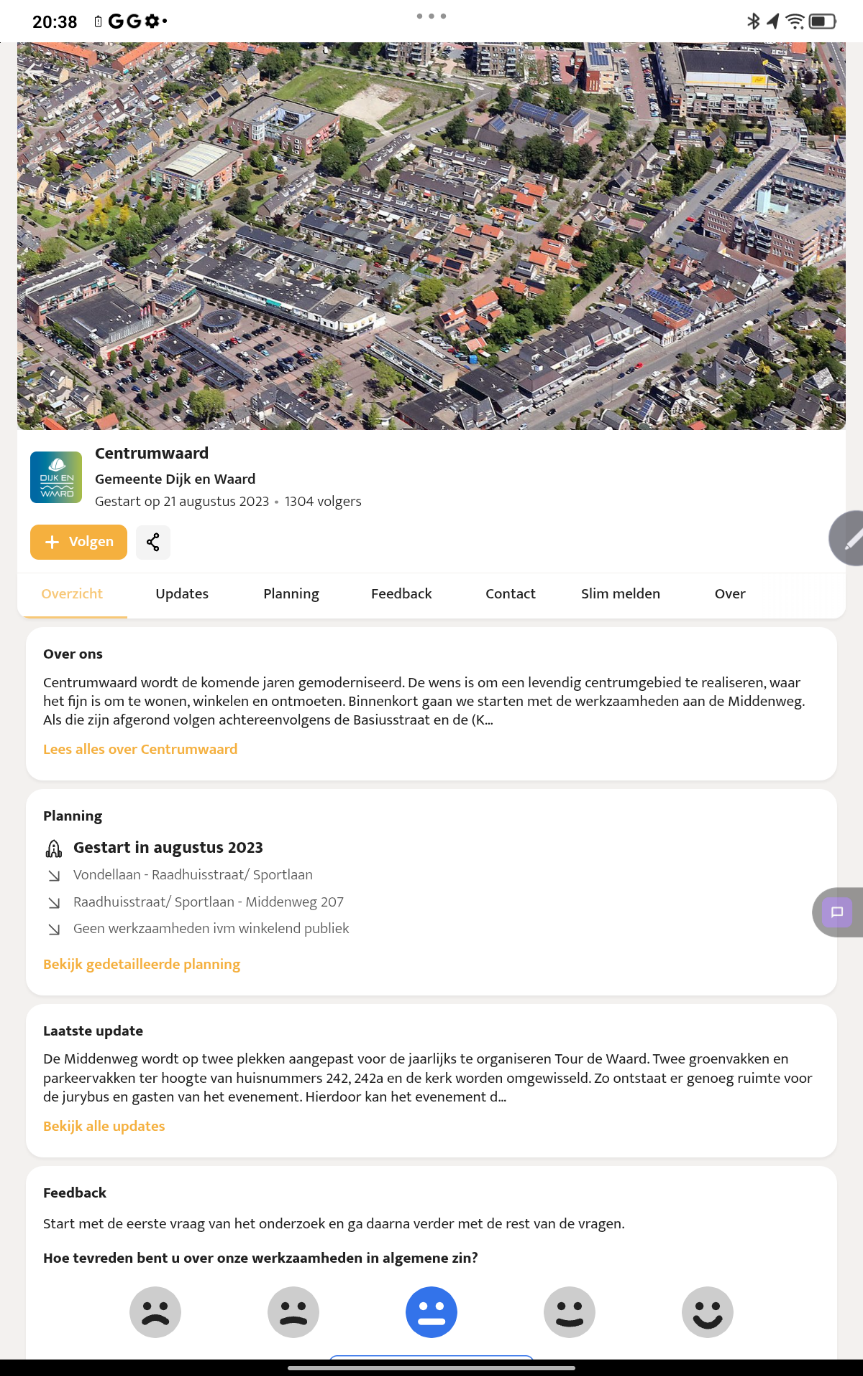 20:38
GG
DIJK EN
WAARD
Centrumwaard
Gemeente Dijk en Waard
Gestart op 21 augustus 2023 • 1304 volgers
+ Volgen
Overzicht Updates Planning Feedback Contact Slim melden Over
Over ons
Centrumwaard wordt de komende jaren gemoderniseerd. De wens is om een levendig centrumgebied te realiseren, waar
het fijn is om te wonen, winkelen en ontmoeten. Binnenkort gaan we starten met de werkzaamheden aan de Middenweg.
Als die zijn afgerond volgen achtereenvolgens de Basiusstraat en de (K...
Lees alles over Centrumwaard
Planning
Gestart in augustus 2023
Vondellaan - Raadhuisstraat/ Sportlaan
Raadhuisstraat/ Sportlaan - Middenweg 207
Geen werkzaamheden ivm winkelend publiek
Bekijk gedetailleerde planning
Laatste update
De Middenweg wordt op twee plekken aangepast voor de jaarlijks te organiseren Tour de Waard. Twee groenvakken en
parkeervakken ter hoogte van huisnummers 242, 242a en de kerk worden omgewisseld. Zo ontstaat er genoeg ruimte voor
de jurybus en gasten van het evenement. Hierdoor kan het evenement d...
Bekijk alle updates
Feedback
Start met de eerste vraag van het onderzoek en ga daarna verder met de rest van de vragen.
Hoe tevreden bent u over onze werkzaamheden in algemene zin?